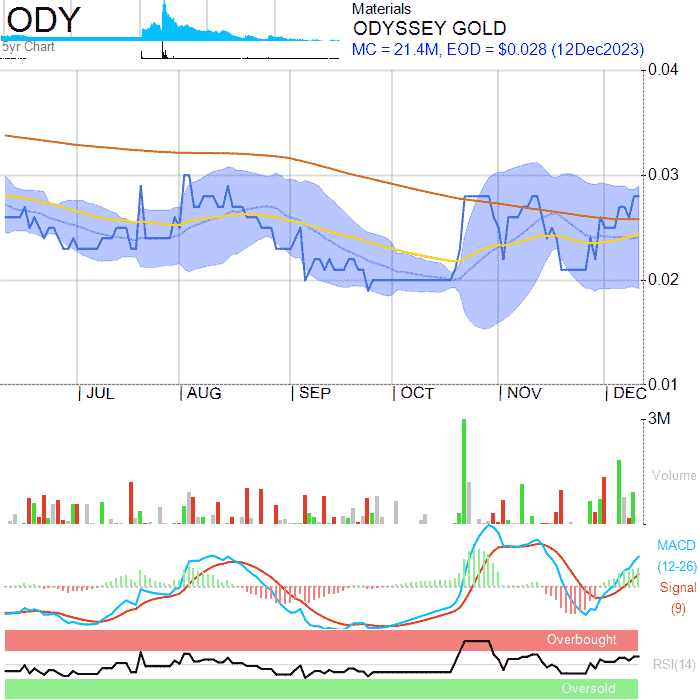 ODY
5yr Chart
Materials
ODYSSEY GOLD
MC = 21.4M, EOD = $0.028 (12Dec2023)
0.04
0.03
0.02
0.01
JUL AUG SEP OCT NOV DEC
3M
Volume
MACD
(12-26)
Signal
(9)
Overbought
RSI(14)
Oversold